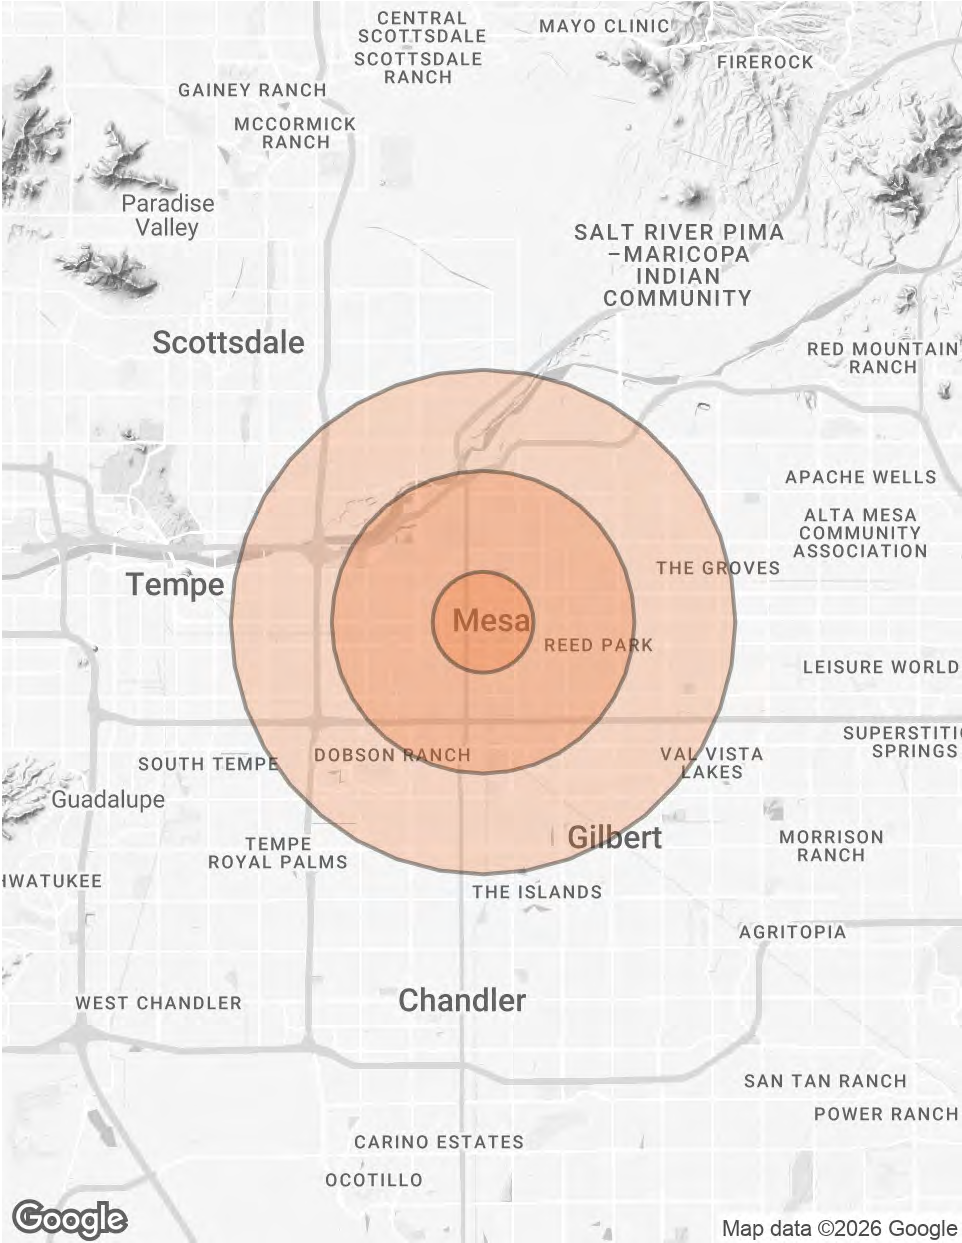 CENTRAL
SCOTTSDALE
MAYO CLINIC
SCOTTSDALE
RANCH
FIREROCK
GAINEY RANCH
MCCORMICK
RANCH
Paradise
Valley
SALT RIVER PIMA
–MARICOPA
INDIAN
COMMUNITY
Scottsdale
RED MOUNTAIN
RANCH
APACHE WELLS
ALTA MESA
COMMUNITY
ASSOCIATION
THE GROVES
Tempe
Mesa
REED PARK
LEISURE WORLD
SUPERSTITIO
SPRINGS
DOBSON RANCH
VAL VISTA
LAKES
SOUTH TEMPE
Guadalupe
Gilbert
TEMPE
ROYAL PALMS
MORRISON
RANCH
HWATUKEE
THE ISLANDS
AGRITOPIA
Chandler
WEST CHANDLER
SAN TAN RANCH
POWER RANCH
CARINO ESTATES
OCOTILLO
Google
Map data ©2026 Google